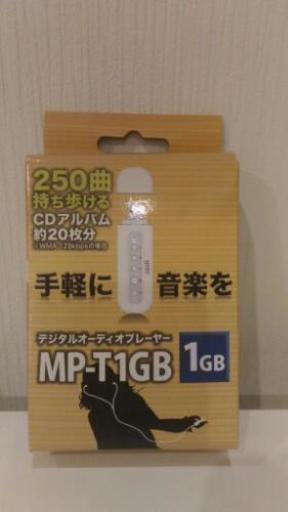 250曲
持ち歩ける
CDアルバム
約20枚分
(WMA 128kbpsの場合)
手軽に 音楽を
デジタルオーディオプレーヤー
MP-T1GB 1GB